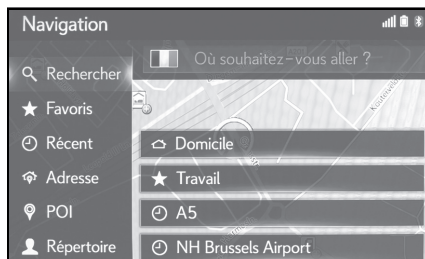 Navigation
Où souhaitez-vous aller ?
Rechercher
Favoris
Récent
Adresse
POI
Répertoire
Domicile
Travail
A5
NH Brussels Airport